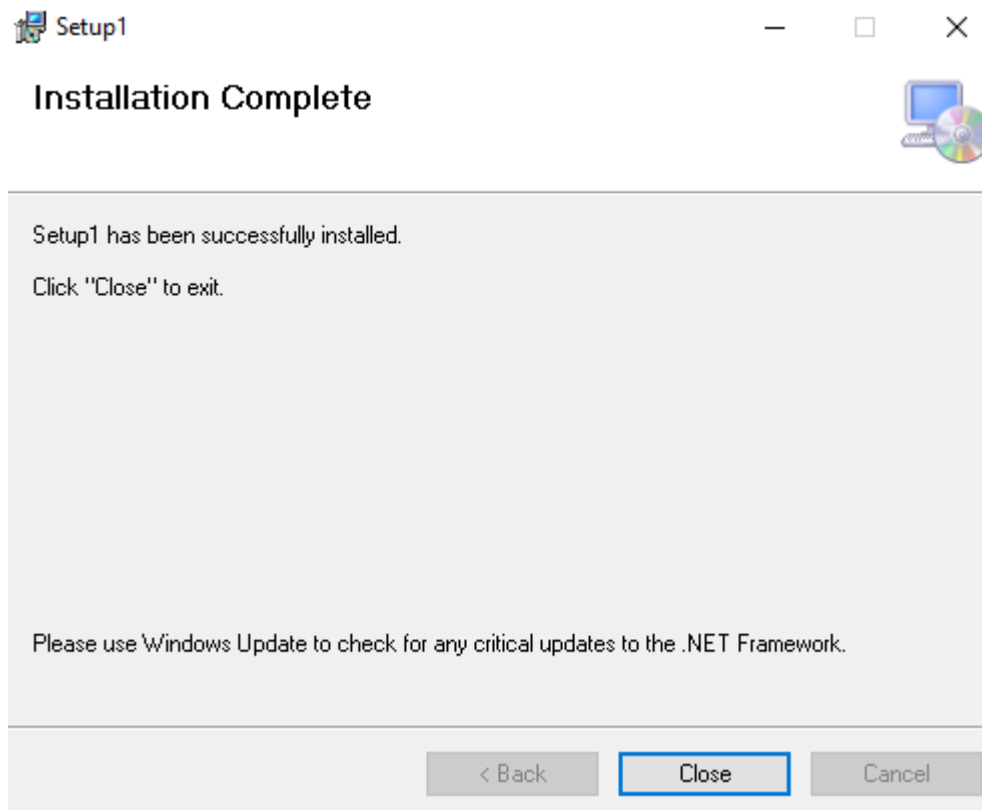 Setup1
Installation Complete
Setup1 has been successfully installed.
Click "Close" to exit.
Please use Windows Update to check for any critical updates to the .NET Framework.
< Back
Close
Cancel